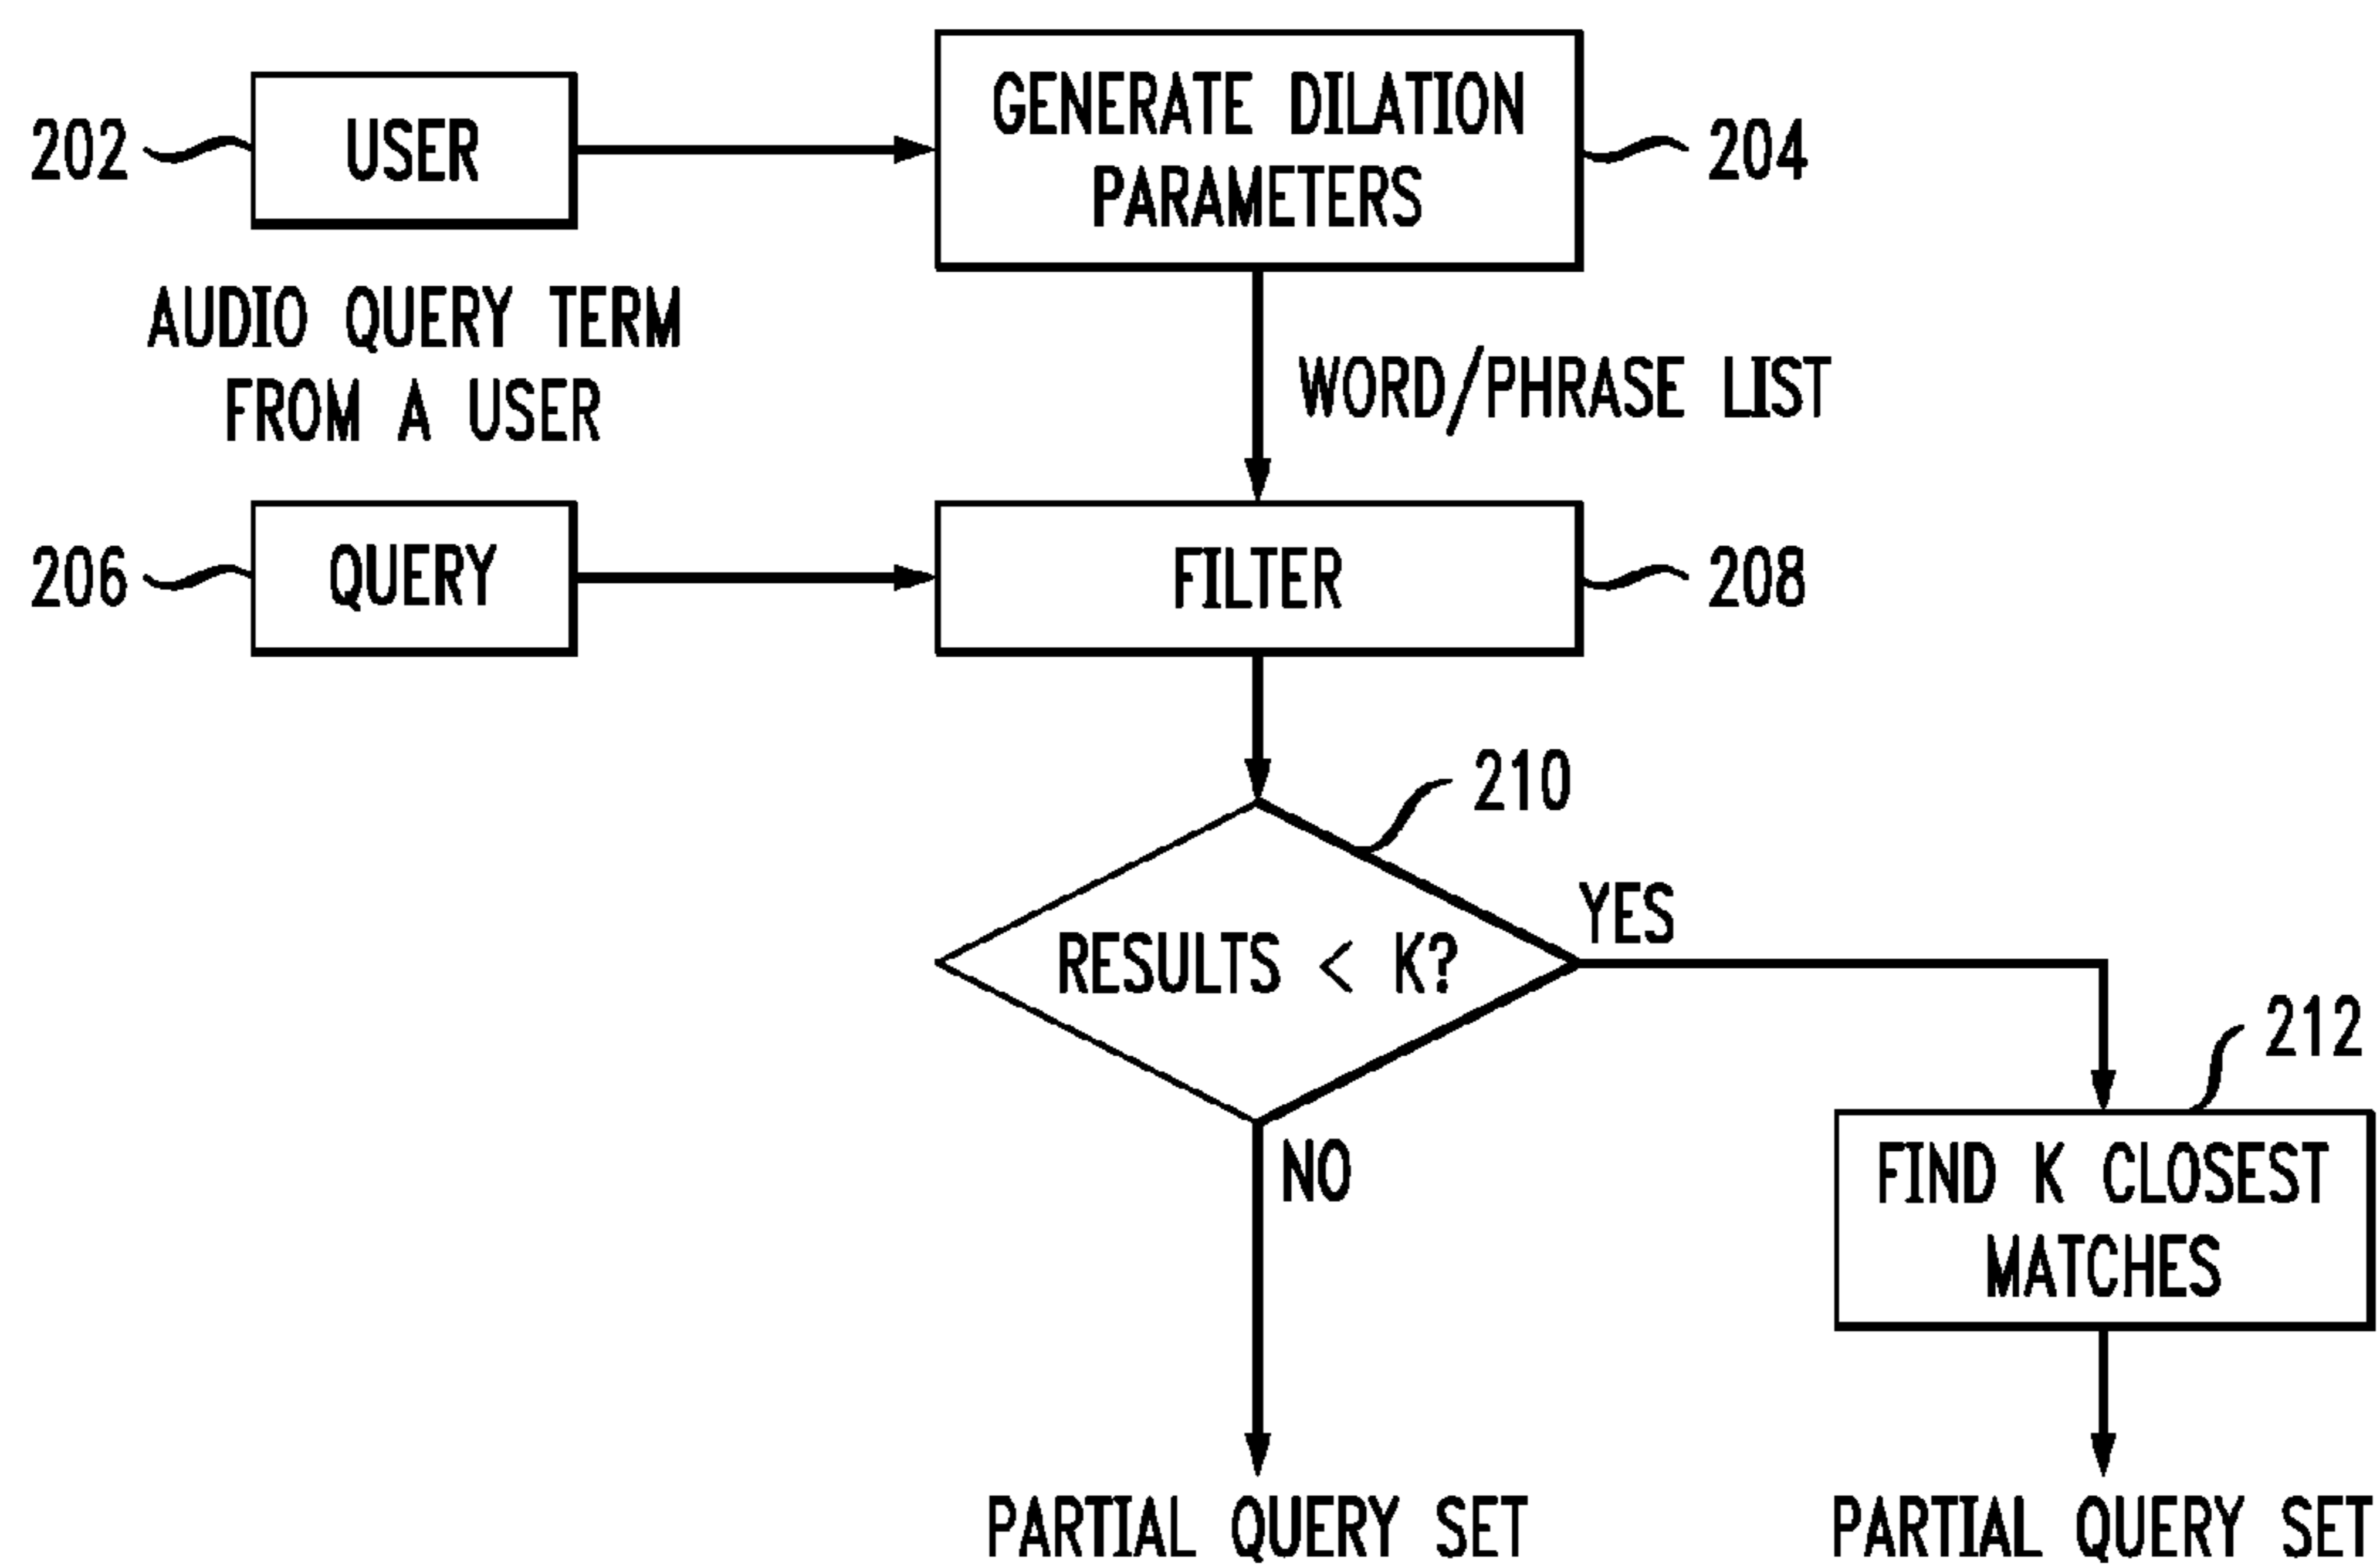 202
USER
GENERATE DILATION
PARAMETERS
204
AUDIO QUERY TERM
FROM A USER
WORD/PHRASE LIST
206
QUERY
FILTER
208
210
RESULTS < K?
YES
NO
212
FIND K CLOSEST
MATCHES
PARTIAL QUERY SET
PARTIAL QUERY SET